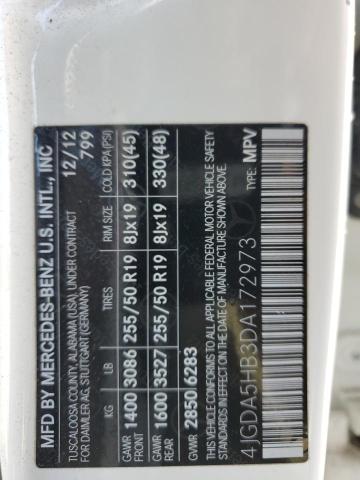 MFD BY MERCEDES-BENZ U.S. INTL., INC
TUSCALOOSA COUNTY, ALABAMA (USA) UNDER CONTRACT 12/12
FOR DAIMLER AG, STUTTGART (GERMANY) 799
KG LB TIRES RIM SIZE COLD KPA(PSI)
GAWR FRONT 1400 3086 255/50 R19 8Jx19 310(45)
GAWR REAR 1600 3527 255/50 R19 8Jx19 330(48)
GVWR 2850 6283
THIS VEHICLE CONFORMS TO ALL APPLICABLE FEDERAL MOTOR VEHICLE SAFETY
STANDARDS IN EFFECT ON THE DATE OF MANUFACTURE SHOWN ABOVE.
4JGDA5HB3DA172973 TYPE: MPV